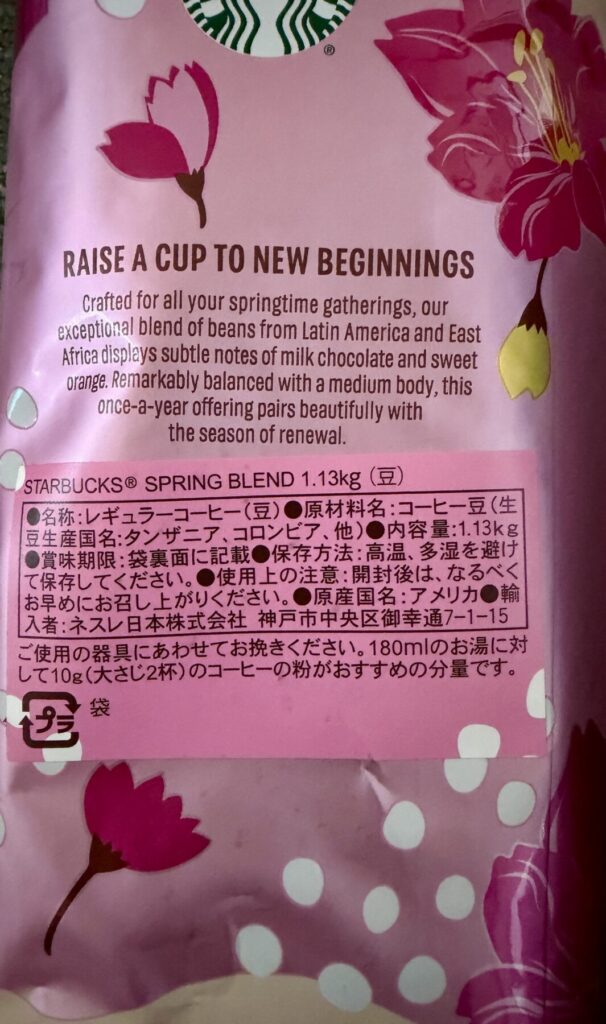 ®
RAISE A CUP TO NEW BEGINNINGS
Crafted for all your springtime gatherings, our
exceptional blend of beans from Latin America and East
Africa displays subtle notes of milk chocolate and sweet
orange. Remarkably balanced with a medium body, this
once-a-year offering pairs beautifully with
the season of renewal.
STARBUCKS® SPRING BLEND 1.13kg（豆）
●名称：レギュラーコーヒー（豆）●原材料名：コーヒー豆（生
豆生産国名：タンザニア、コロンビア、他）●内容量：1.13kg
●賞味期限：袋裏面に記載●保存方法：高温、多湿を避け
て保存してください。●使用上の注意：開封後は、なるべく
お早めにお召し上がりください。●原産国名：アメリカ●輸
入者：ネスレ日本株式会社 神戸市中央区御幸通7-1-15
ご使用の器具にあわせてお挽きください。180mlのお湯に対
して10g（大さじ2杯）のコーヒーの粉がおすすめの分量です。
プラ 袋